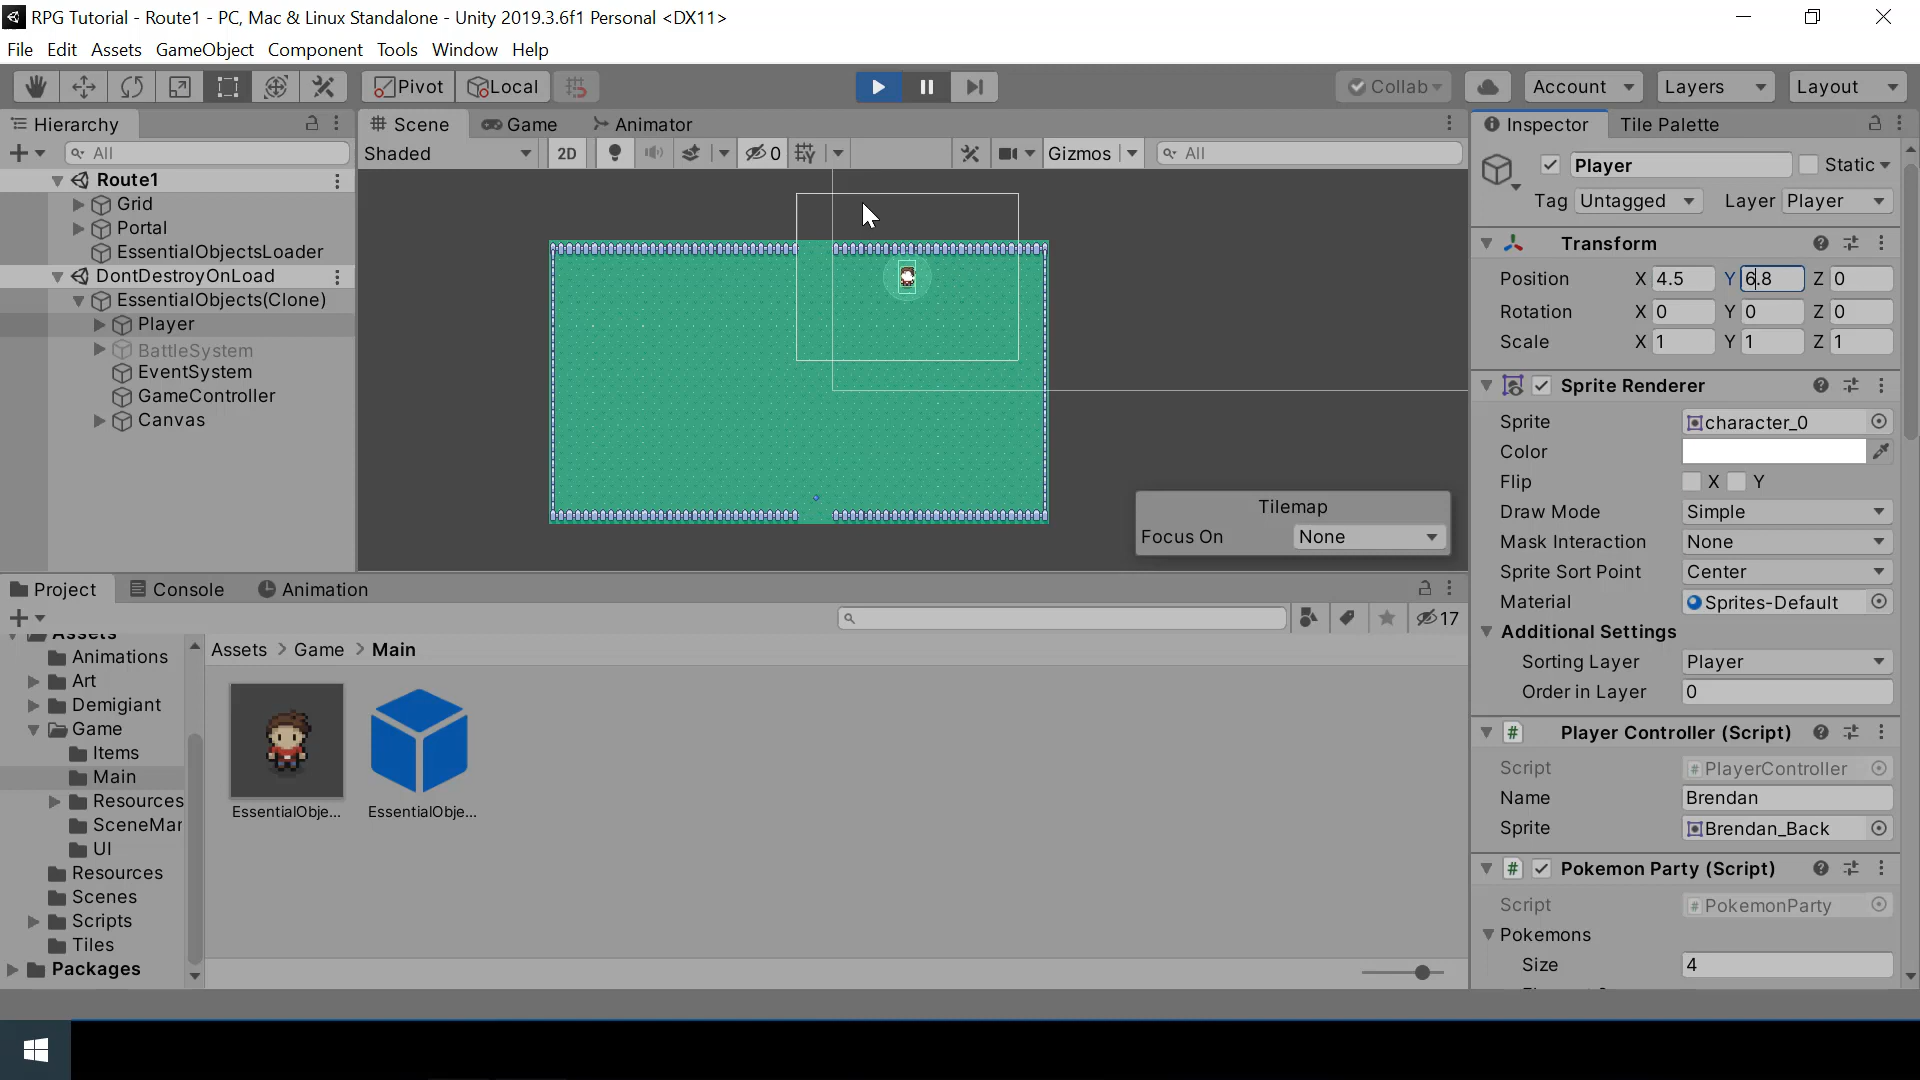 RPG Tutorial - Route1 - PC, Mac & Linux Standalone - Unity 2019.3.6f1 Personal <DX11>
File Edit Assets GameObject Component Tools Window Help
Pivot Local Collab Account Layers Layout
Hierarchy Scene Game Animator Inspector Tile Palette
All Shaded 2D 0 Gizmos All
Player Static
Tag Untagged Layer Player
Route1
Grid
Portal
EssentialObjectsLoader
DontDestroyOnLoad
EssentialObjects(Clone)
Player
BattleSystem
EventSystem
GameController
Canvas
Tilemap
Focus On None
Transform
Position X 4.5 Y 6.8 Z 0
Rotation X 0 Y 0 Z 0
Scale X 1 Y 1 Z 1
Sprite Renderer
Sprite character_0
Color
Flip X Y
Draw Mode Simple
Mask Interaction None
Sprite Sort Point Center
Material Sprites-Default
Additional Settings
Sorting Layer Player
Order in Layer 0
Player Controller (Script)
Script PlayerController
Name Brendan
Sprite Brendan_Back
Pokemon Party (Script)
Script PokemonParty
Pokemons
Size 4
Project Console Animation
17
Assets
Animations
Art
Demigiant
Game
Items
Main
Resources
SceneMar
UI
Resources
Scenes
Scripts
Tiles
Packages
Assets > Game > Main
EssentialObje... EssentialObje...